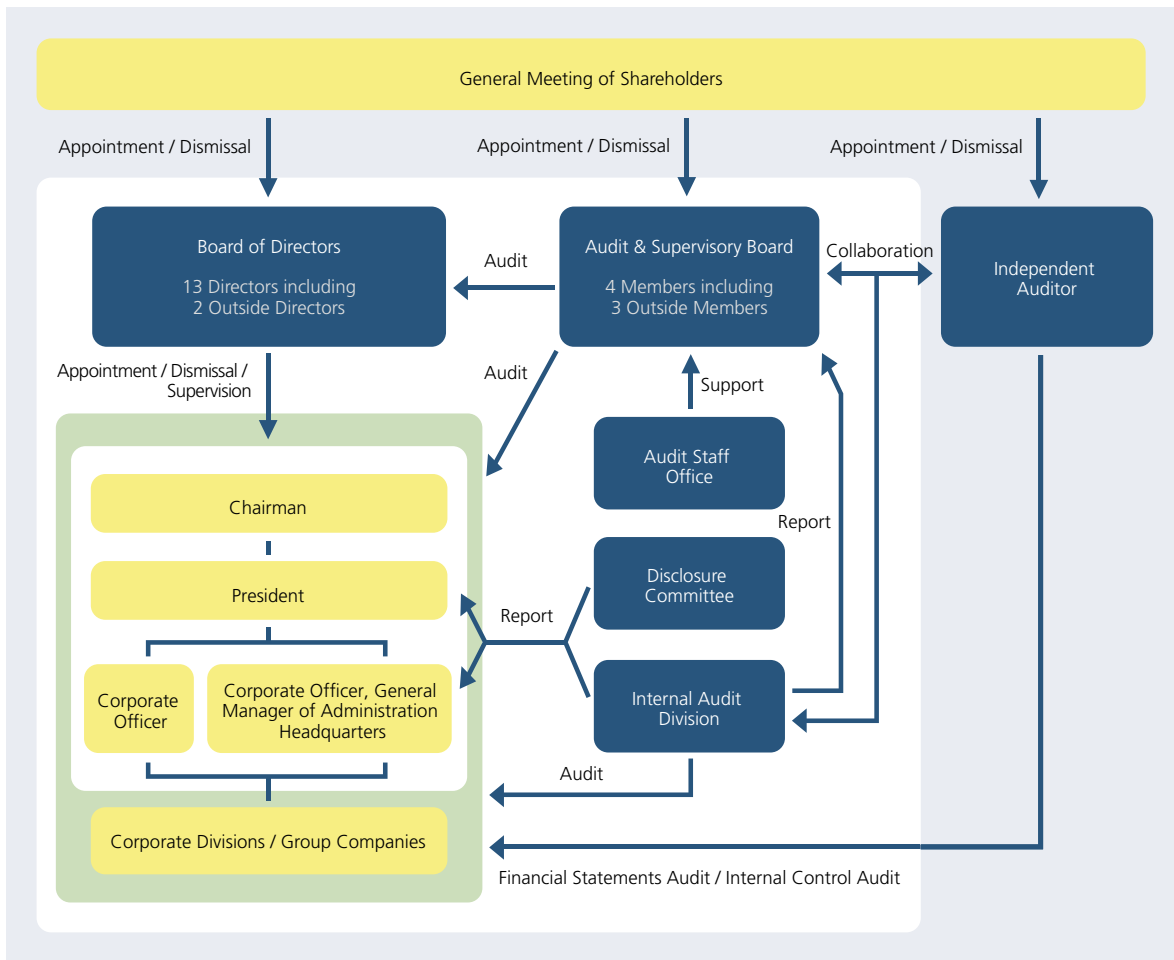 General Meeting of Shareholders
Appointment / Dismissal
Appointment / Dismissal
Appointment / Dismissal
Board of Directors
13 Directors including
2 Outside Directors
Audit
Audit & Supervisory Board
4 Members including
3 Outside Members
Collaboration
Independent
Auditor
Appointment / Dismissal /
Supervision
Audit
Support
Audit Staff
Office
Chairman
Report
President
Report
Disclosure
Committee
Corporate
Officer
Corporate Officer, General
Manager of Administration
Headquarters
Internal Audit
Division
Audit
Corporate Divisions / Group Companies
Financial Statements Audit / Internal Control Audit